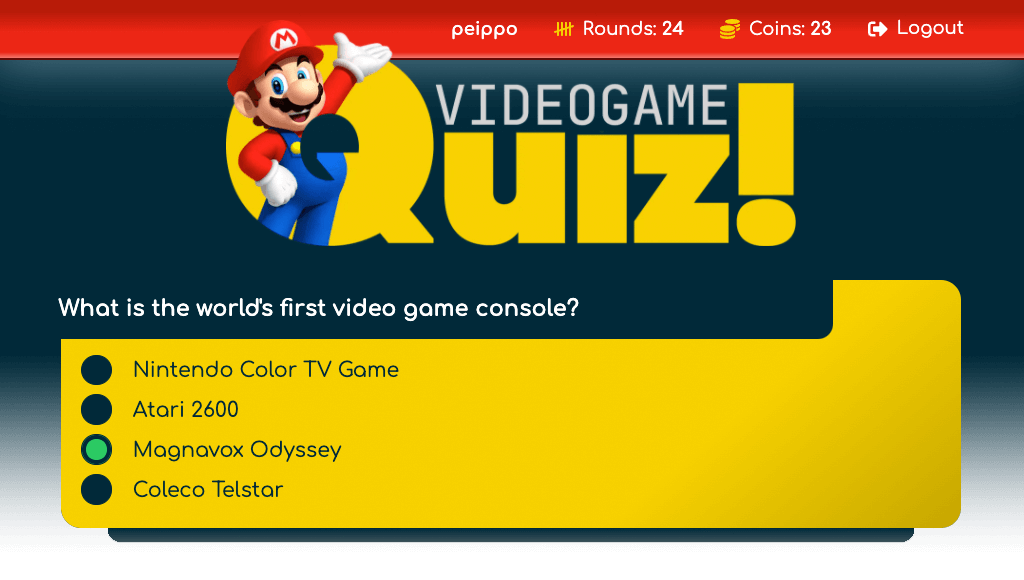 peippo Rounds: 24 Coins: 23 Logout
M
VIDEOGAME
Quiz!
What is the world's first video game console?
Nintendo Color TV Game
Atari 2600
Magnavox Odyssey
Coleco Telstar